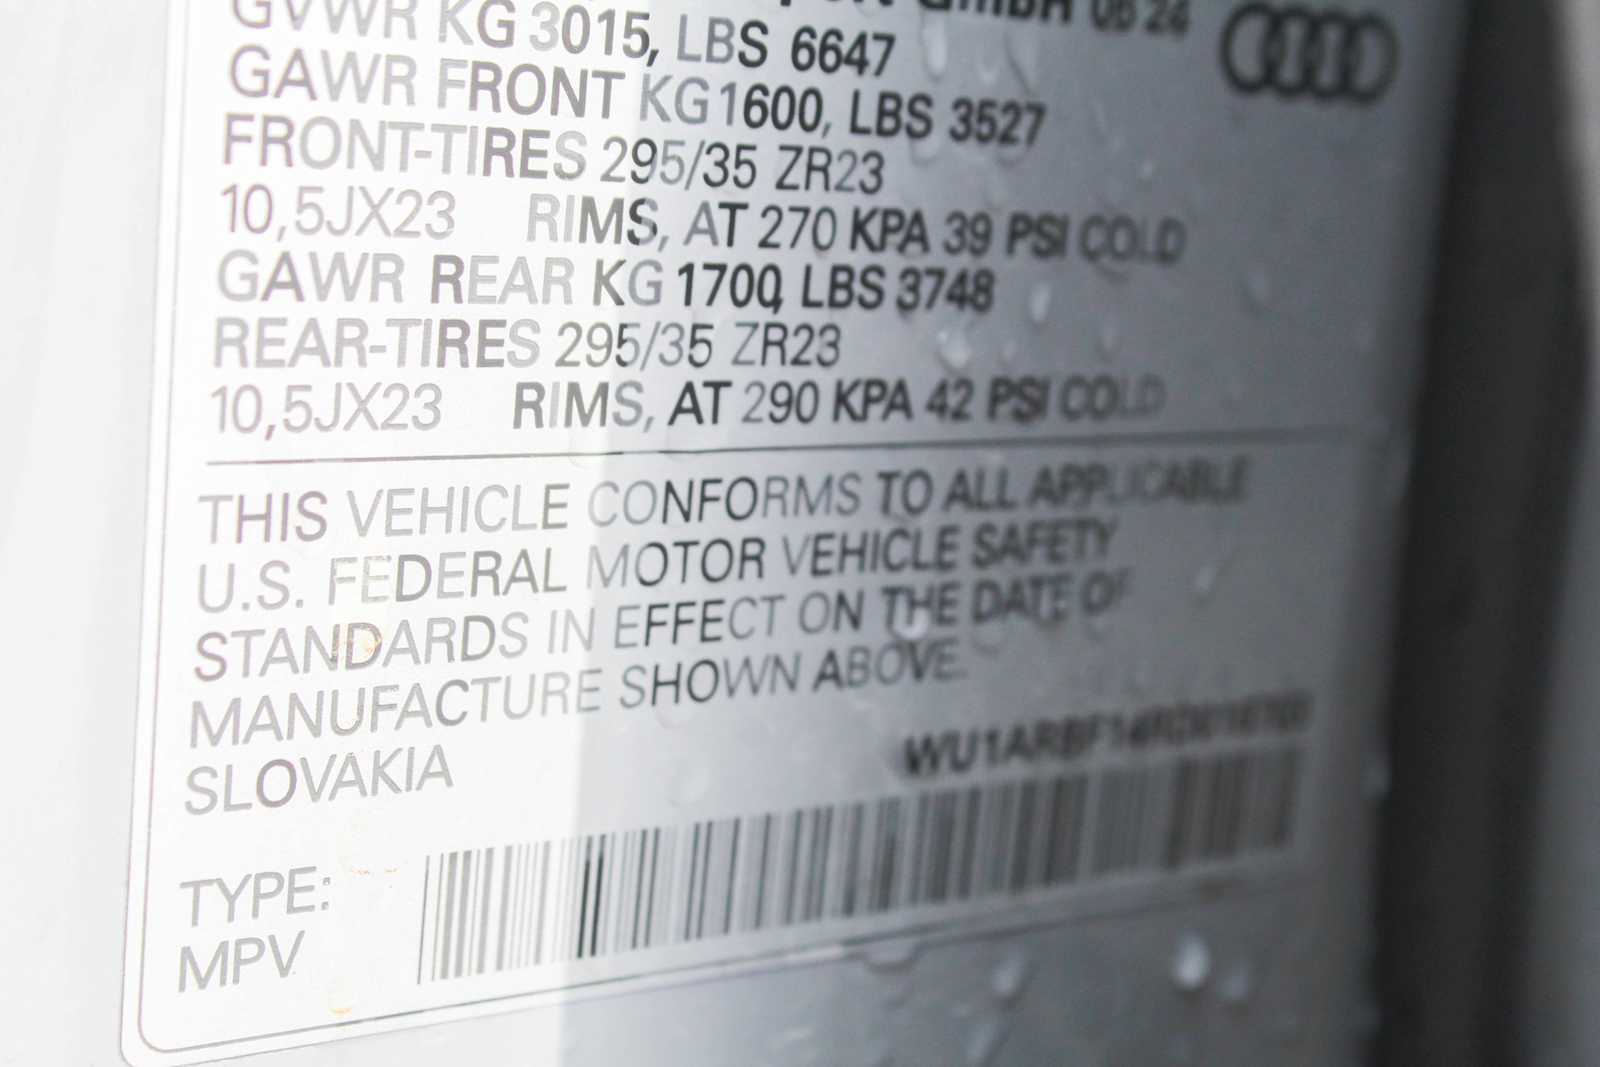 GmbH 06 24
GVWR KG 3015, LBS 6647
GAWR FRONT KG 1600, LBS 3527
FRONT-TIRES 295/35 ZR23
10,5JX23 RIMS, AT 270 KPA 39 PSI COLD
GAWR REAR KG 1700, LBS 3748
REAR-TIRES 295/35 ZR23
10,5JX23 RIMS, AT 290 KPA 42 PSI COLD
THIS VEHICLE CONFORMS TO ALL APPLICABLE
U.S. FEDERAL MOTOR VEHICLE SAFETY
STANDARDS IN EFFECT ON THE DATE OF
MANUFACTURE SHOWN ABOVE.
SLOVAKIA
TYPE:
MPV